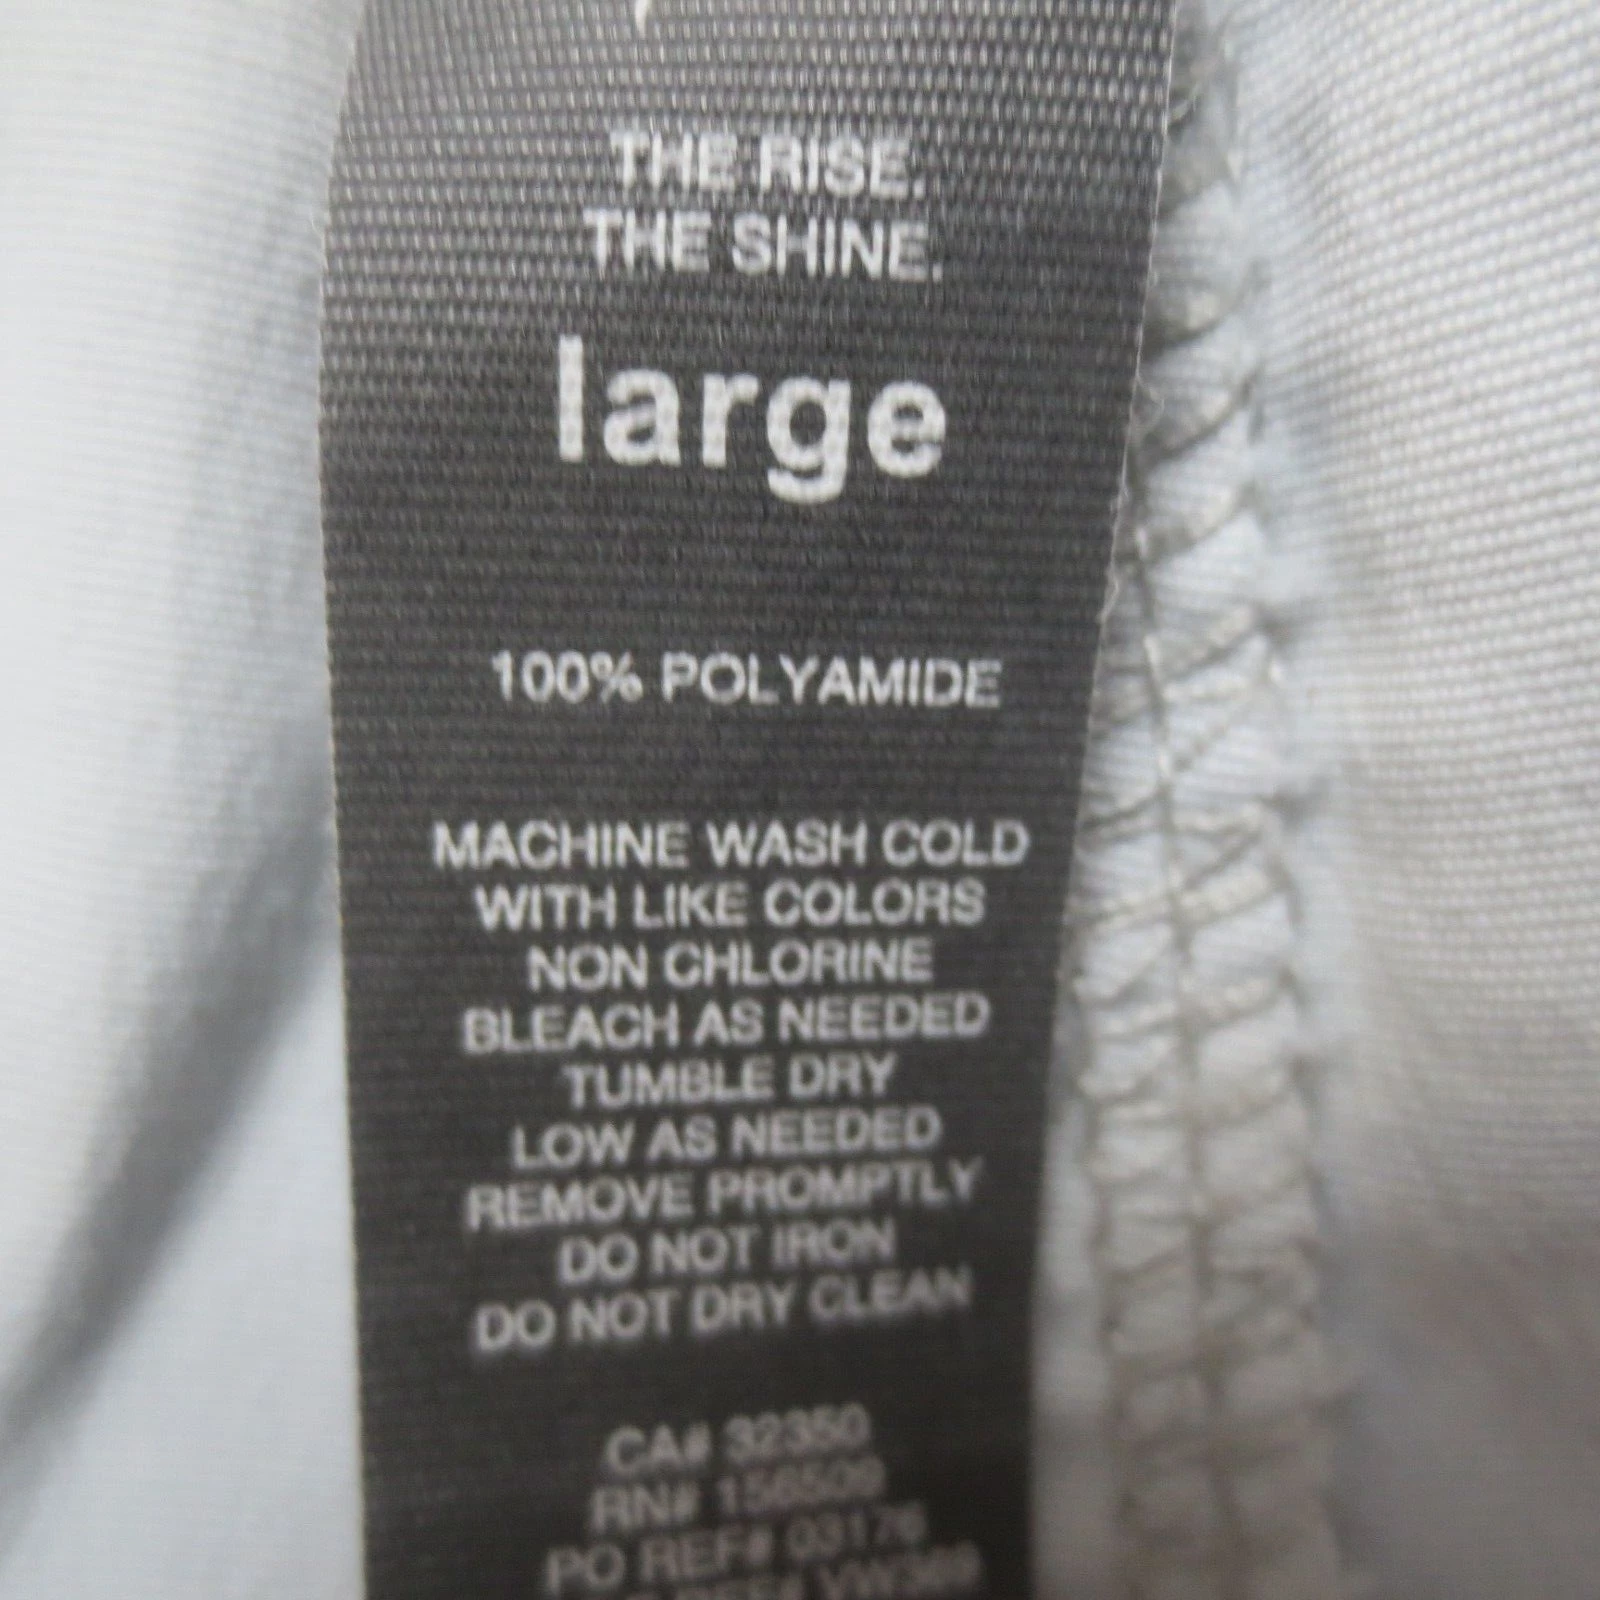 THE RISE.
THE SHINE.
large
100% POLYAMIDE
MACHINE WASH COLD
WITH LIKE COLORS
NON CHLORINE
BLEACH AS NEEDED
TUMBLE DRY
LOW AS NEEDED
REMOVE PROMPTLY
DO NOT IRON
DO NOT DRY CLEAN
CA# 32350
RN# 156509
PO REF# 03176